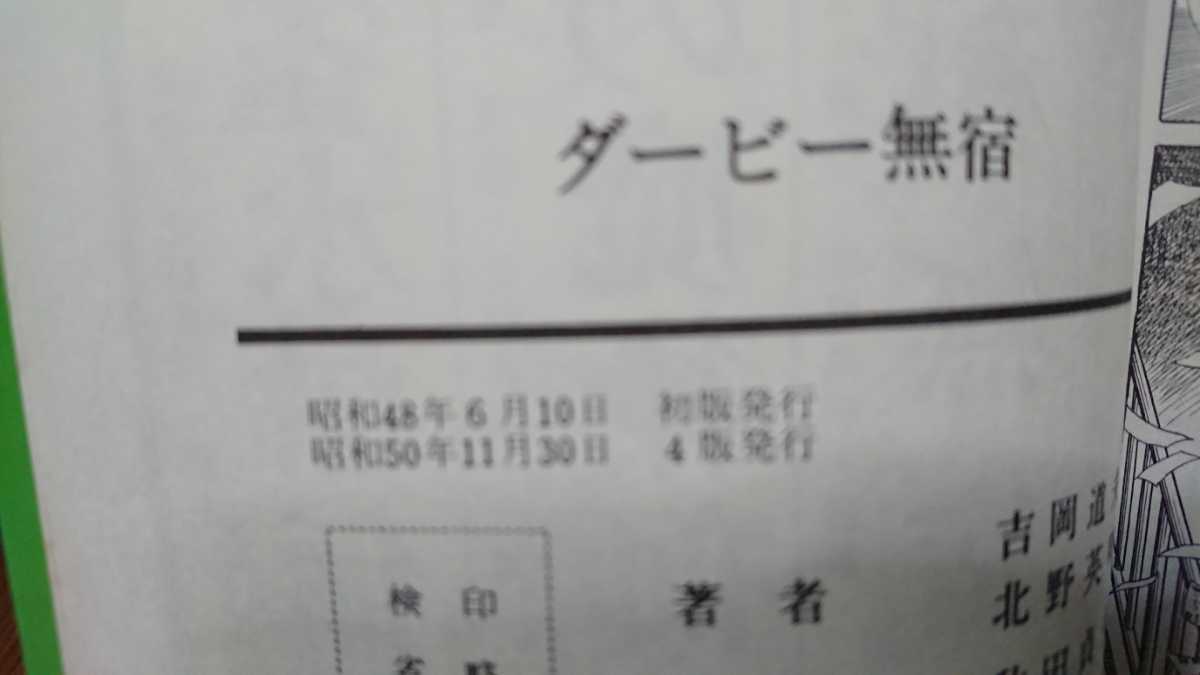 ダービー無宿
昭和48年6月10日 初版発行
昭和50年11月30日 4版発行
吉岡道
著者
北野英
検印
田